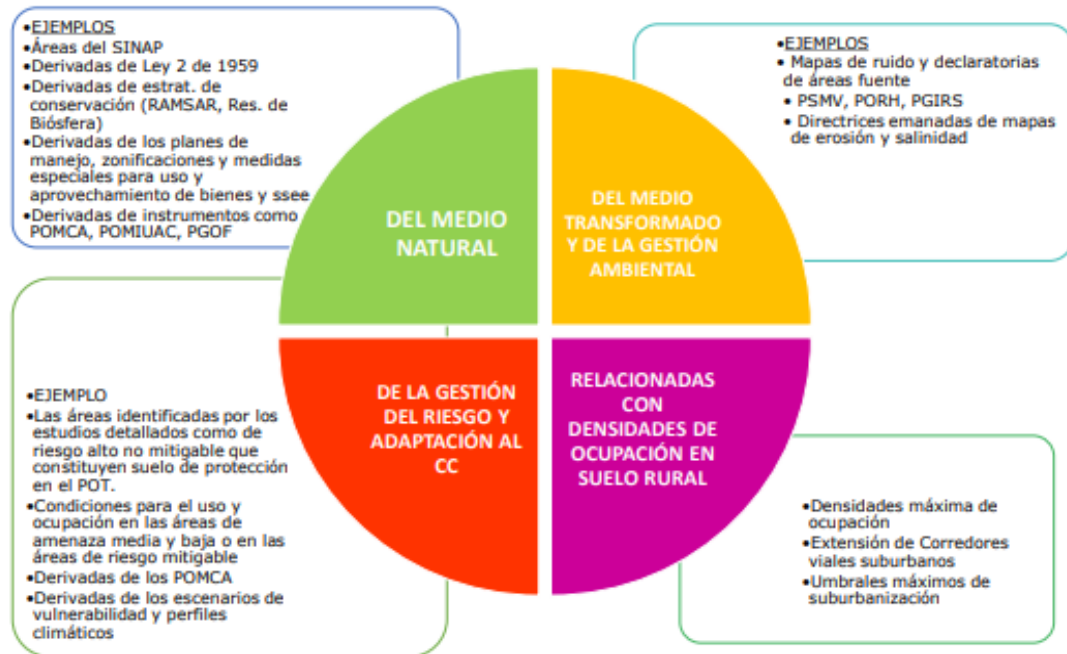 •EJEMPLOS
•Áreas del SINAP
•Derivadas de Ley 2 de 1959
•Derivadas de estrat. de
conservación (RAMSAR, Res. de
Biósfera)
•Derivadas de los planes de
manejo, zonificaciones y medidas
especiales para uso y
aprovechamiento de bienes y ssee
•Derivadas de instrumentos como
POMCA, POMIUAC, PGOF
•EJEMPLOS
• Mapas de ruido y declaratorias
de áreas fuente
• PSMV, PORH, PGIRS
• Directrices emanadas de mapas
de erosión y salinidad
DEL MEDIO
NATURAL
DEL MEDIO
TRANSFORMADO
Y DE LA GESTIÓN
AMBIENTAL
•EJEMPLO
•Las áreas identificadas por los
estudios detallados como de
riesgo alto no mitigable que
constituyen suelo de protección
en el POT.
•Condiciones para el uso y
ocupación en las áreas de
amenaza media y baja o en las
áreas de riesgo mitigable
•Derivadas de los POMCA
•Derivadas de los escenarios de
vulnerabilidad y perfiles
climáticos
DE LA GESTIÓN
DEL RIESGO Y
ADAPTACIÓN AL
CC
RELACIONADAS
CON
DENSIDADES DE
OCUPACIÓN EN
SUELO RURAL
•Densidades máxima de
ocupación
•Extensión de Corredores
viales suburbanos
•Umbrales máximos de
suburbanización